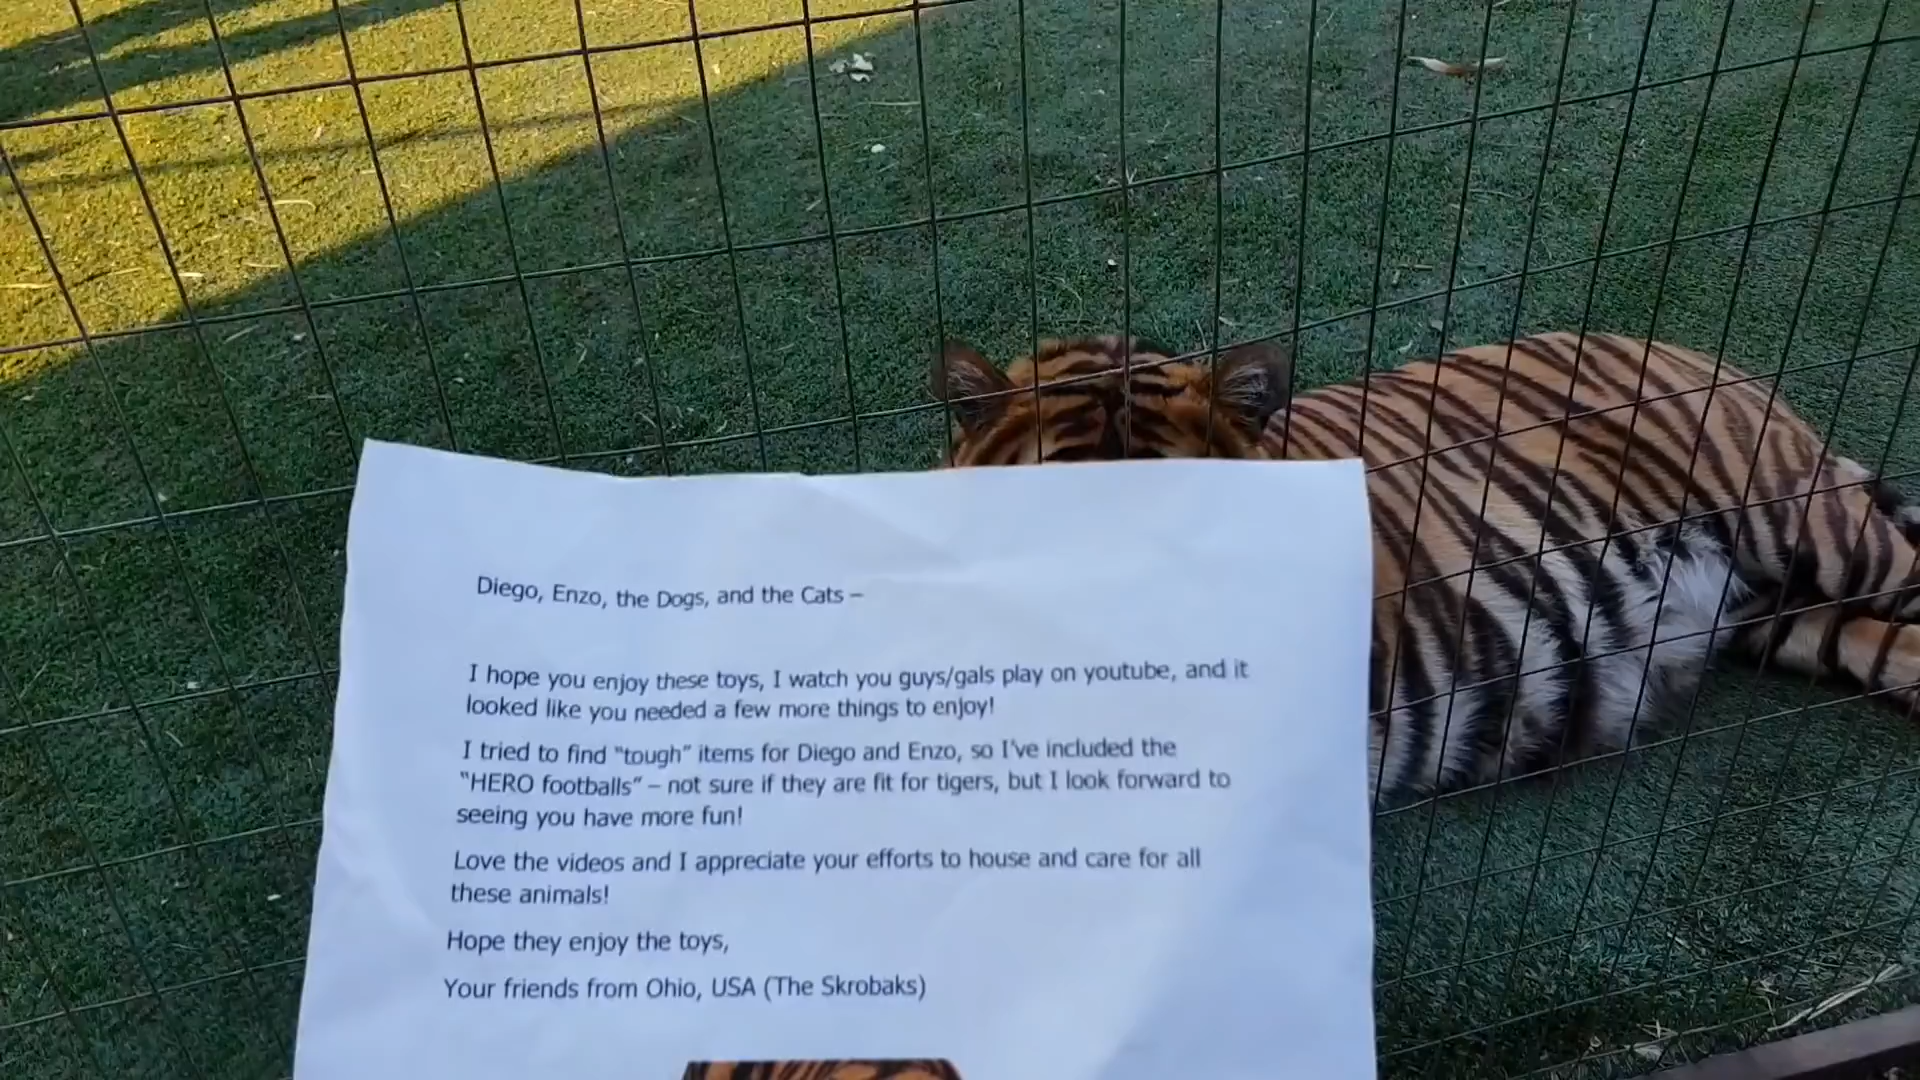 Diego, Enzo, the Dogs, and the Cats –
I hope you enjoy these toys, I watch you guys/gals play on youtube, and it
looked like you needed a few more things to enjoy!
I tried to find “tough” items for Diego and Enzo, so I've included the
“HERO footballs” – not sure if they are fit for tigers, but I look forward to
seeing you have more fun!
Love the videos and I appreciate your efforts to house and care for all
these animals!
Hope they enjoy the toys,
Your friends from Ohio, USA (The Skrobaks)